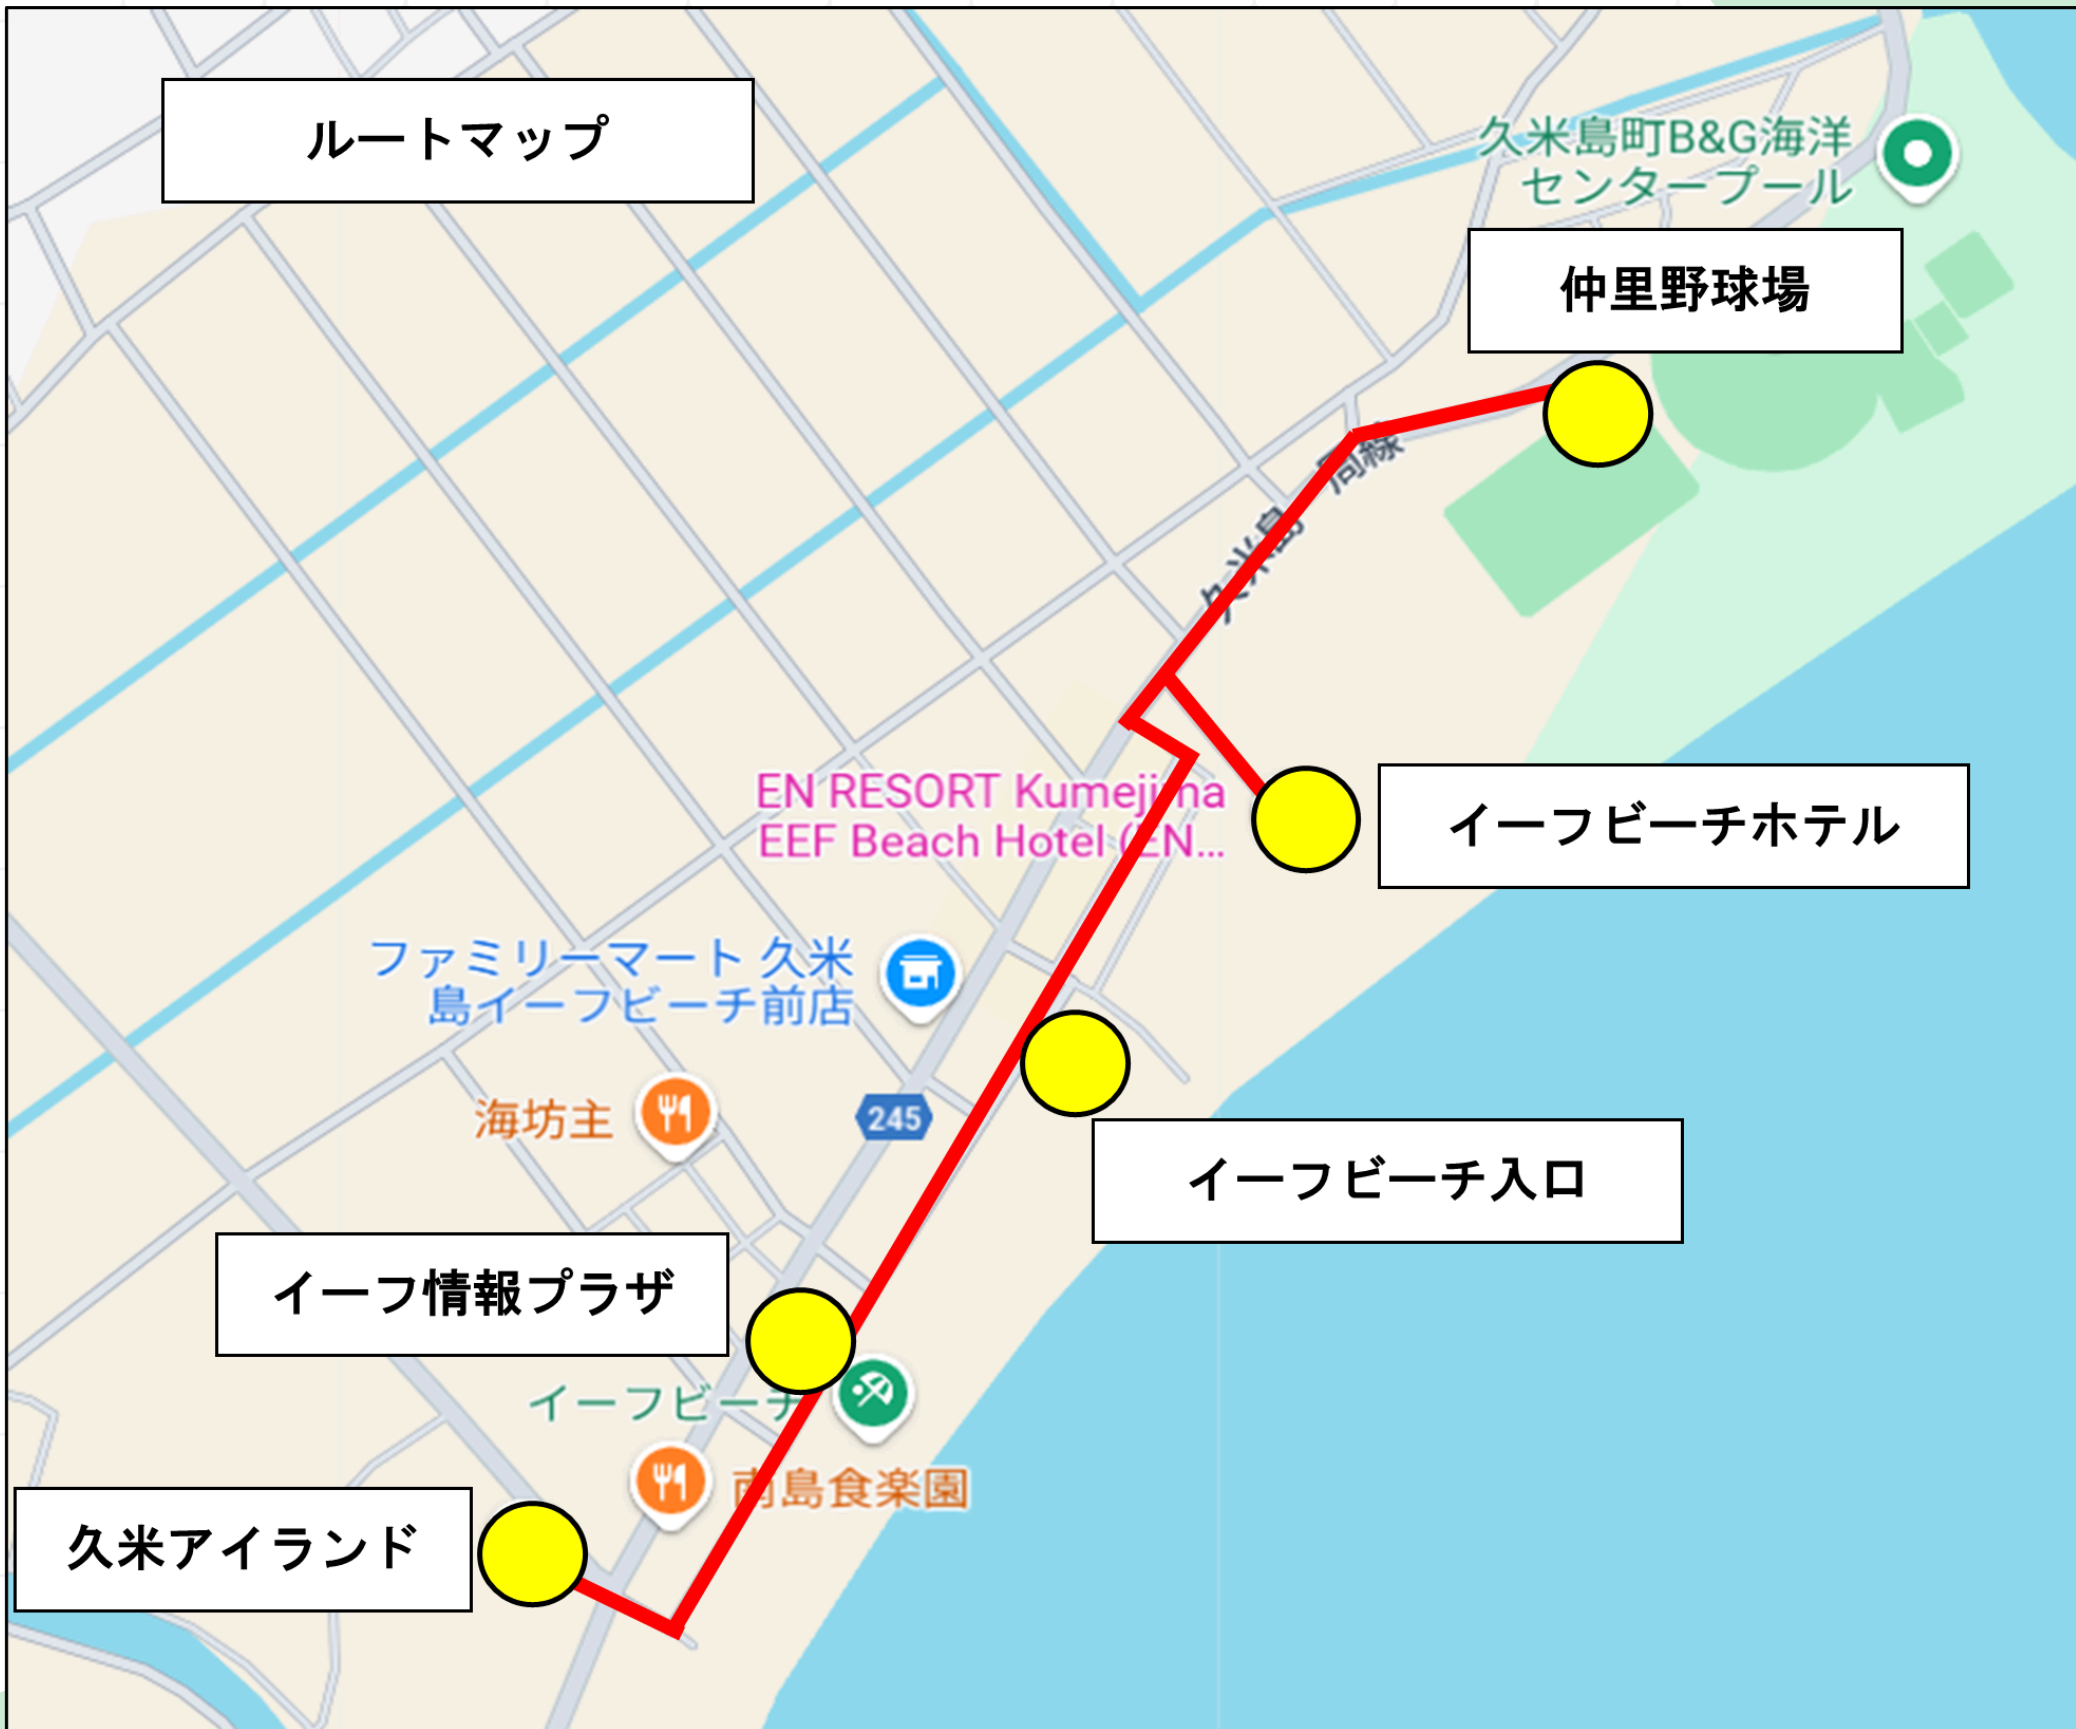 ルートマップ
久米島町B&G海洋
センタープール
仲里野球場
久米島一周線
EN RESORT Kumejima
EEF Beach Hotel (EN...
イーフビーチホテル
ファミリーマート 久米
島イーフビーチ前店
海坊主
245
イーフビーチ入口
イーフ情報プラザ
イーフビーチ
南島食楽園
久米アイランド